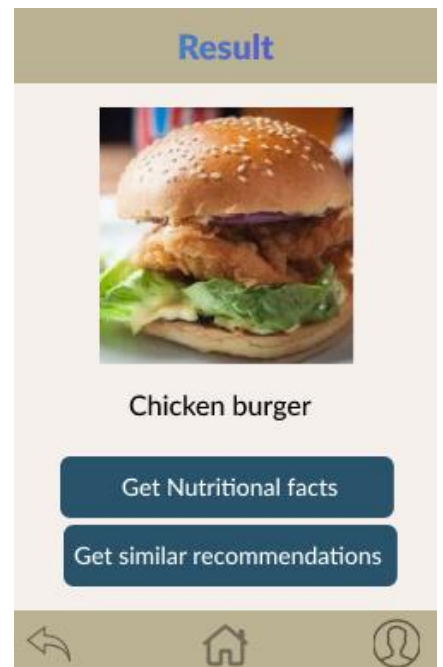 Result
Chicken burger
Get Nutritional facts
Get similar recommendations